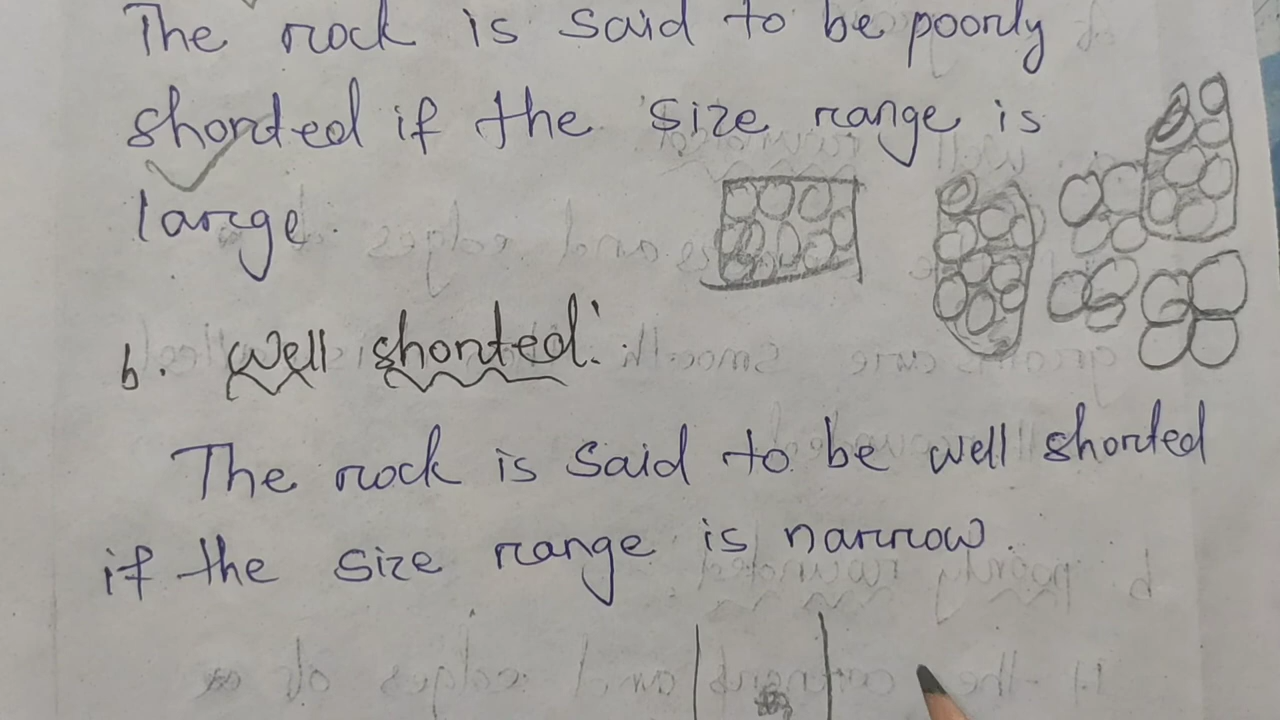 The rock is said to be poorly
shorted if the size range is
large.
b. Well shorted:
The rock is said to be well shorted
if the size range is narrow.